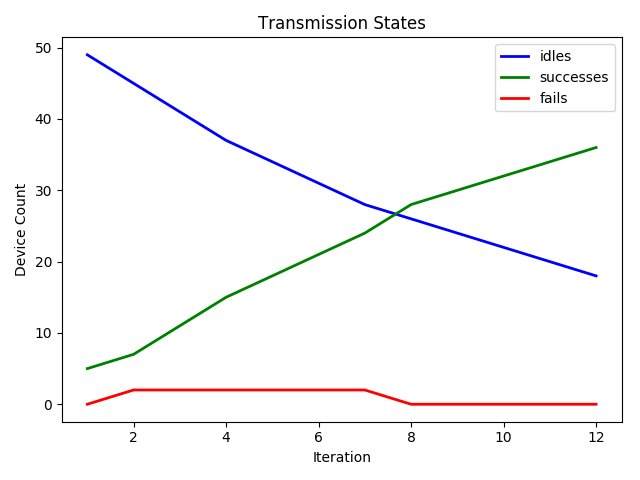 Transmission States
idles
successes
fails
Device Count
50
40
30
20
10
0
2 4 6 8 10 12
Iteration